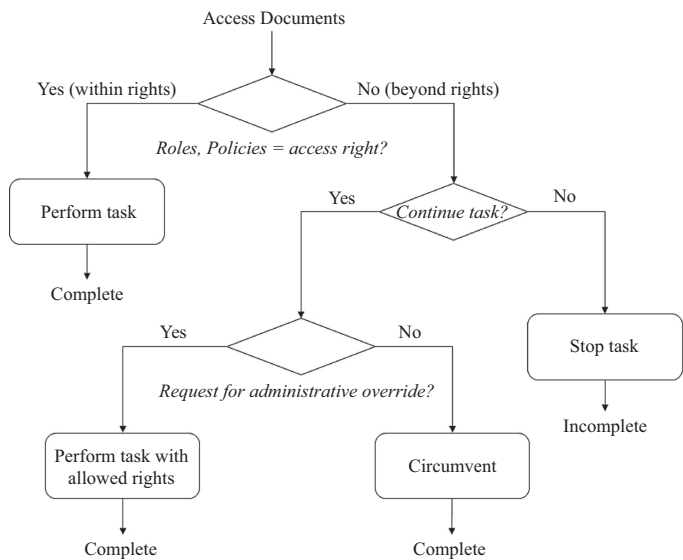 Access Documents
Yes (within rights)
No (beyond rights)
Roles, Policies = access right?
Perform task
Yes
Continue task?
No
Complete
Yes
No
Stop task
Request for administrative override?
Incomplete
Perform task with
allowed rights
Circumvent
Complete
Complete